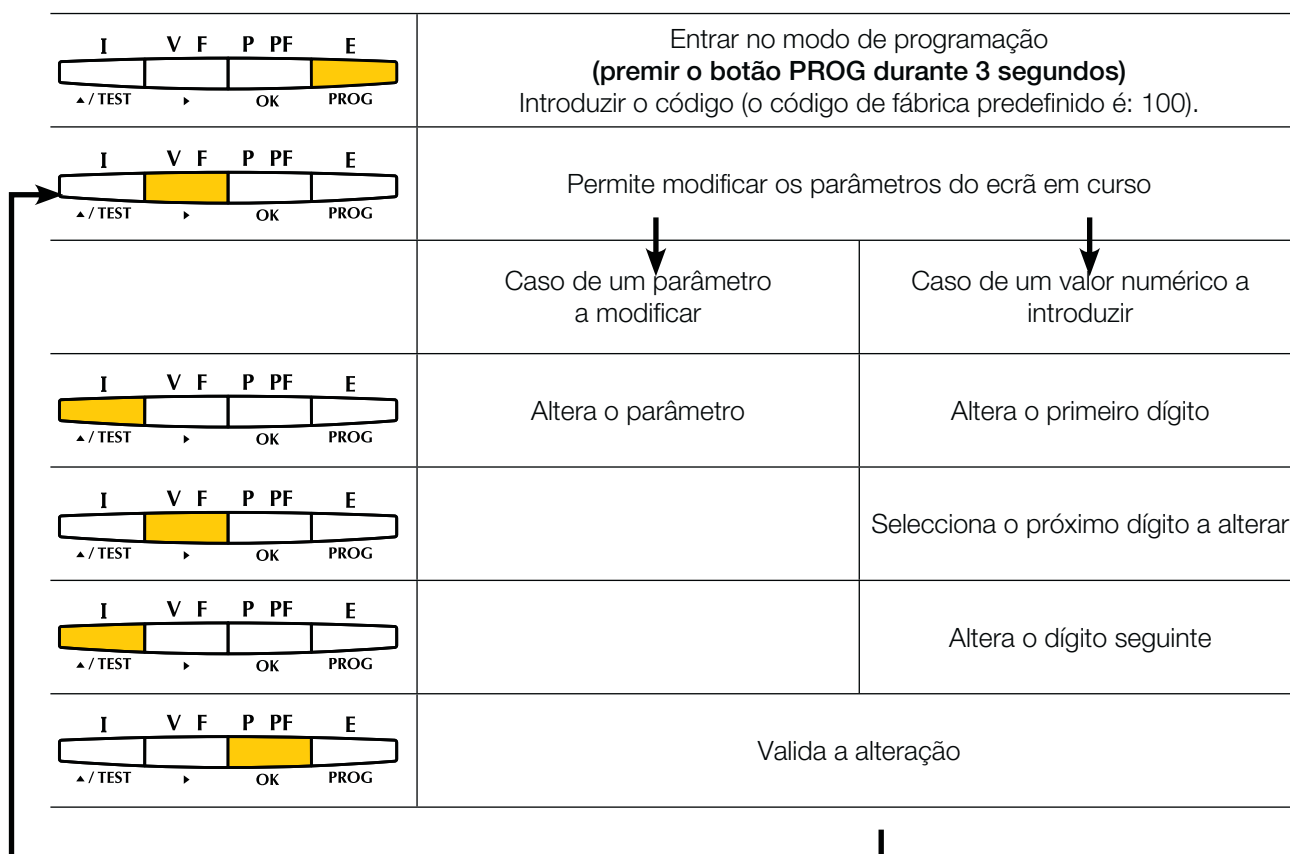 I V F P PF E
▲ / TEST ▶ OK PROG
Entrar no modo de programação
(premir o botão PROG durante 3 segundos)
Introduzir o código (o código de fábrica predefinido é: 100).
I V F P PF E
▲ / TEST ▶ OK PROG
Permite modificar os parâmetros do ecrã em curso
Caso de um parâmetro
a modificar
Caso de um valor numérico a
introduzir
I V F P PF E
▲ / TEST ▶ OK PROG
Altera o parâmetro
Altera o primeiro dígito
I V F P PF E
▲ / TEST ▶ OK PROG
Selecciona o próximo dígito a alterar
I V F P PF E
▲ / TEST ▶ OK PROG
Altera o dígito seguinte
I V F P PF E
▲ / TEST ▶ OK PROG
Valida a alteração